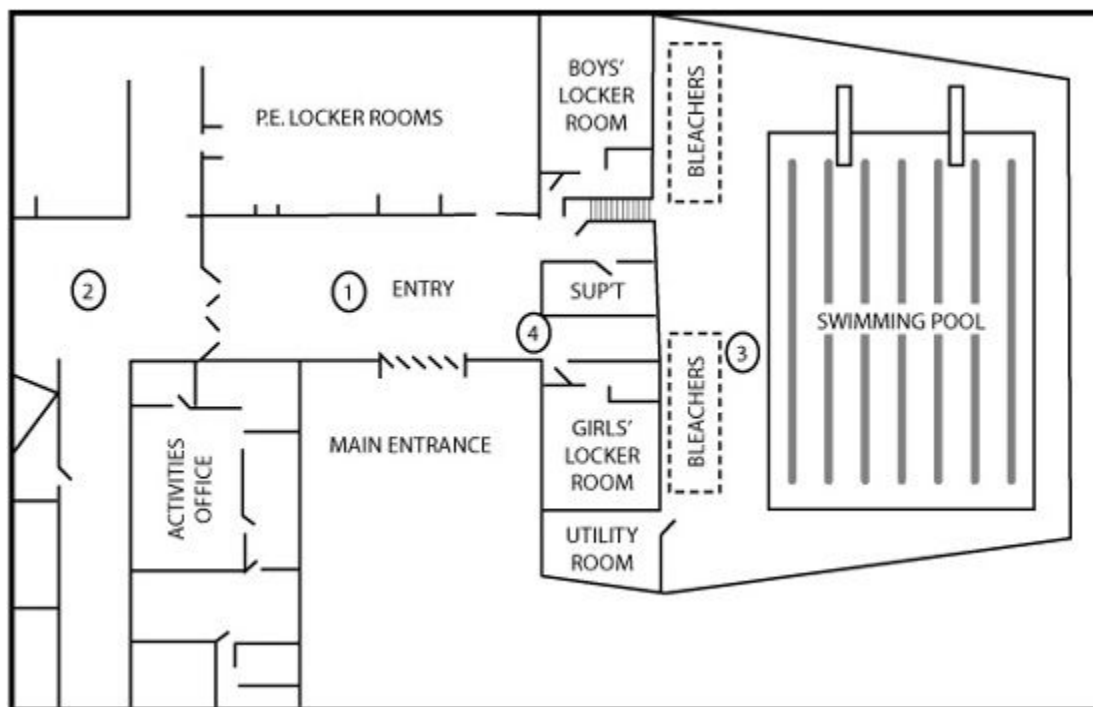 P.E. LOCKER ROOMS
BOYS'
LOCKER
ROOM
BLEACHERS
2
1
ENTRY
SUP'T
4
3
SWIMMING POOL
MAIN ENTRANCE
ACTIVITIES
OFFICE
GIRLS'
LOCKER
ROOM
BLEACHERS
UTILITY
ROOM